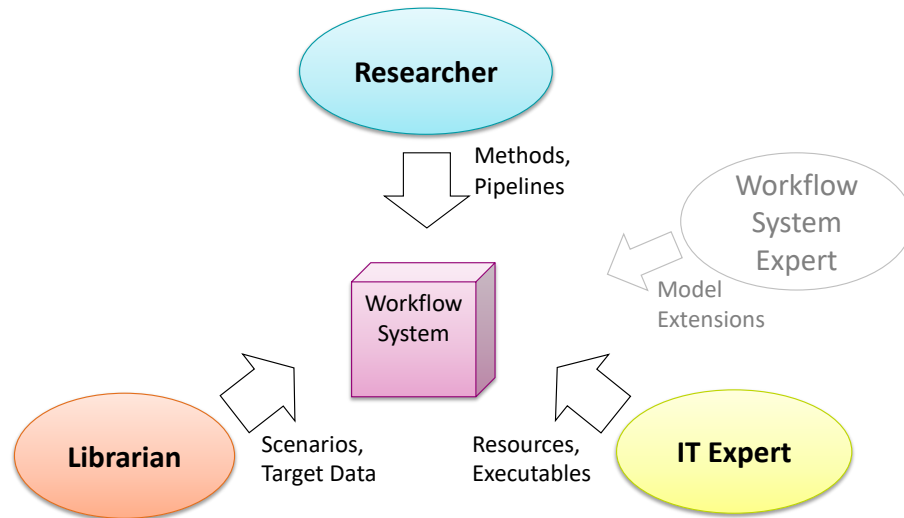 Researcher
Methods,
Pipelines
Workflow
System
Expert
Model
Extensions
Workflow
System
Librarian
Scenarios,
Target Data
Resources,
Executables
IT Expert